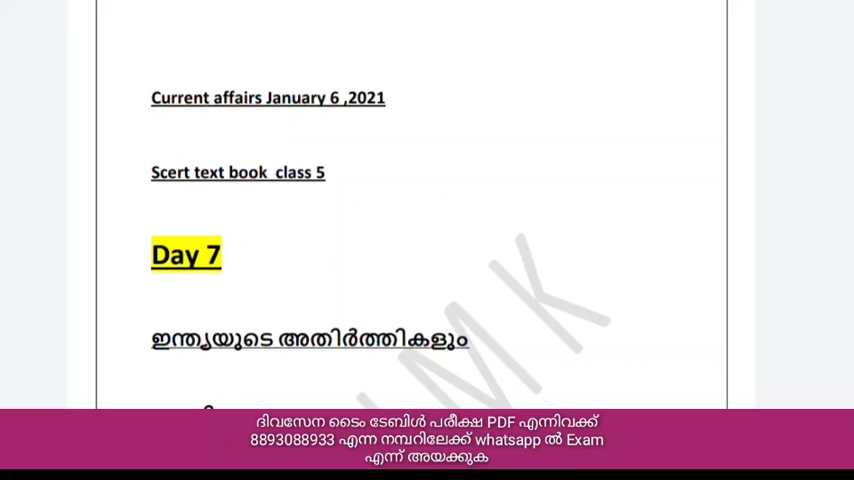 Current affairs January 6 ,2021
Scert text book class 5
Day 7
ഇന്ത്യയുടെ അതിർത്തികളും
ദിവസേന ടൈം ടേബിൾ പരീക്ഷ PDF എന്നിവക്ക്
8893088933 എന്ന നമ്പറിലേക്ക് whatsapp ൽ Exam
എന്ന് അയക്കുക